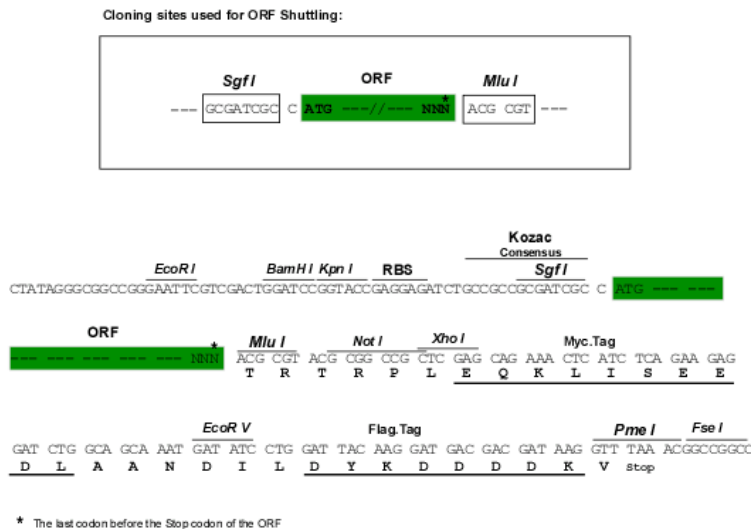 Cloning sites used for ORF Shuttling:
Sgf I ORF Mlu I
--- GCGATCGC C ATG ---//--- NNN* ACG CGT ---
Kozac
Consensus
EcoR I BamH I Kpn I RBS Sgf I
CTATAGGGCGGCCGGGAATTCGTCGACTGGATCCGGTACCGAGGAGATCTGCCGCCGCGATCGC C ATG --- ---
ORF Mlu I Not I Xho I Myc.Tag
--- --- --- --- --- --- NNN* ACG CGT ACG CGG CCG CTC GAG CAG AAA CTC ATC TCA GAA GAG
T R T R P L E Q K L I S E E
EcoR V Flag.Tag Pme I Fse I
GAT CTG GCA GCA AAT GAT ATC CTG GAT TAC AAG GAT GAC GAC GAT AAG GTT TAA ACGGCCGGCC
D L A A N D I L D Y K D D D D K V Stop
* The last codon before the Stop codon of the ORF